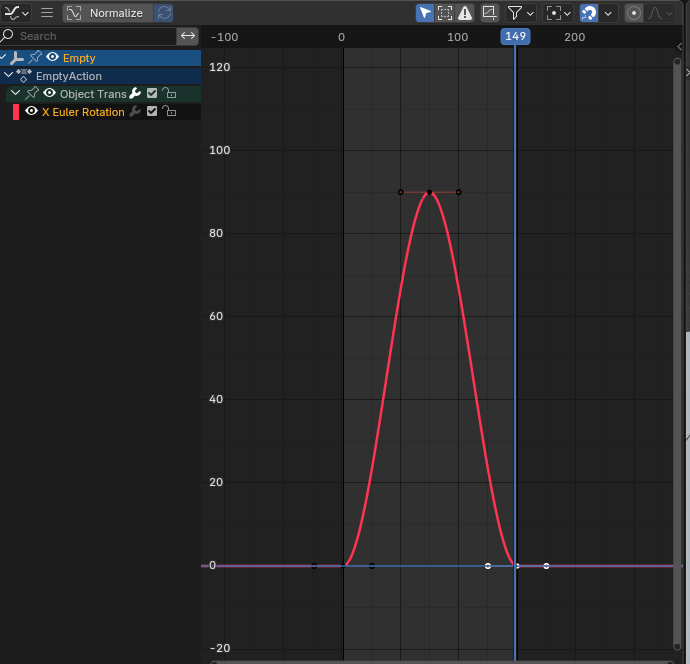 Normalize
Search
-100 0 100 149 200
Empty
EmptyAction
Object Trans
X Euler Rotation
120
100
80
60
40
20
0
-20